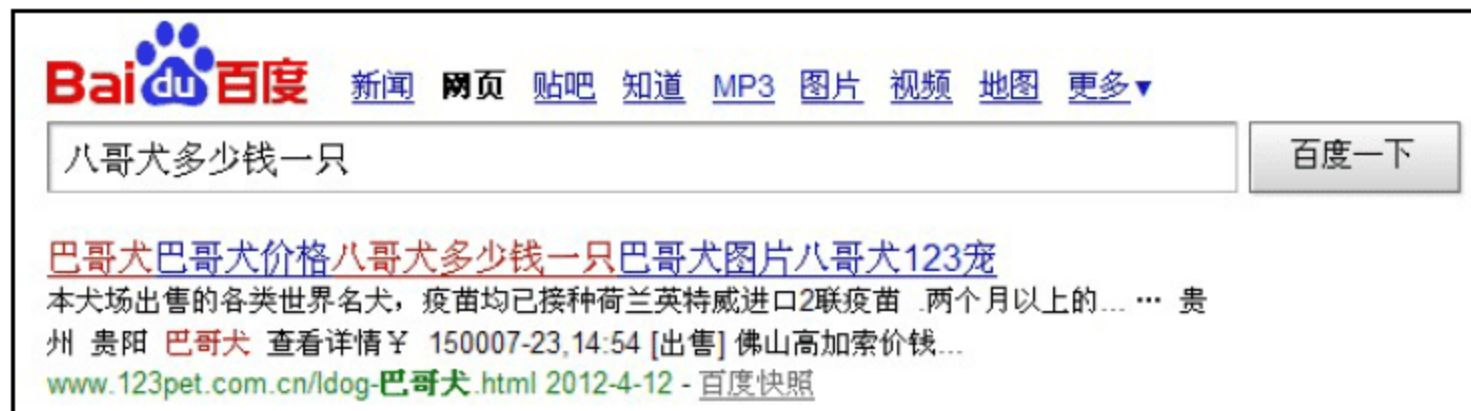 Bai du 百度 新闻 网页 贴吧 知道 MP3 图片 视频 地图 更多▼
八哥犬多少钱一只 百度一下
巴哥犬巴哥犬价格八哥犬多少钱一只巴哥犬图片八哥犬123宠
本犬场出售的各类世界名犬，疫苗均已接种荷兰英特威进口2联疫苗 .两个月以上的... ··· 贵
州 贵阳 巴哥犬 查看详情￥ 150007-23,14:54 [出售] 佛山高加索价钱...
www.123pet.com.cn/ldog-巴哥犬.html 2012-4-12 - 百度快照